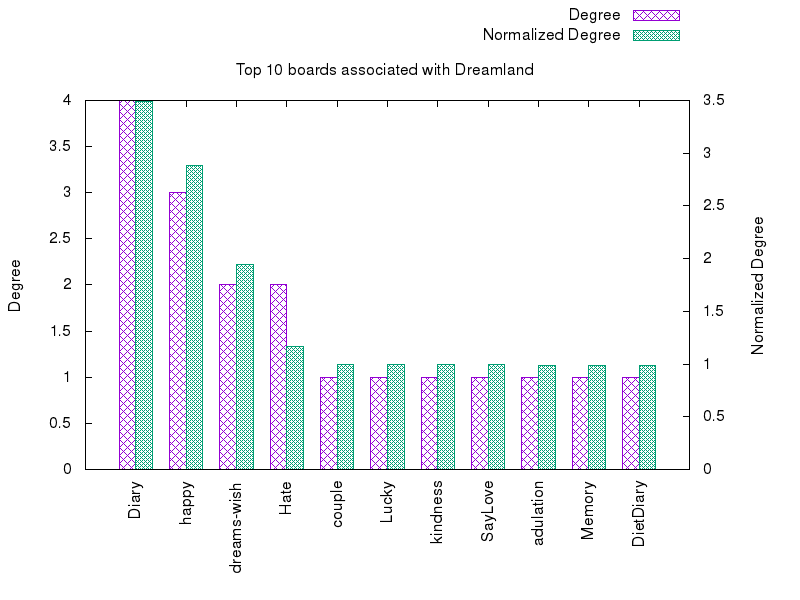 Degree
Normalized Degree
Top 10 boards associated with Dreamland
4
3.5
3
2.5
2
1.5
1
0.5
0
3.5
3
2.5
2
1.5
1
0.5
0
Degree
Normalized Degree
Diary
happy
dreams-wish
Hate
couple
Lucky
kindness
SayLove
adulation
Memory
DietDiary